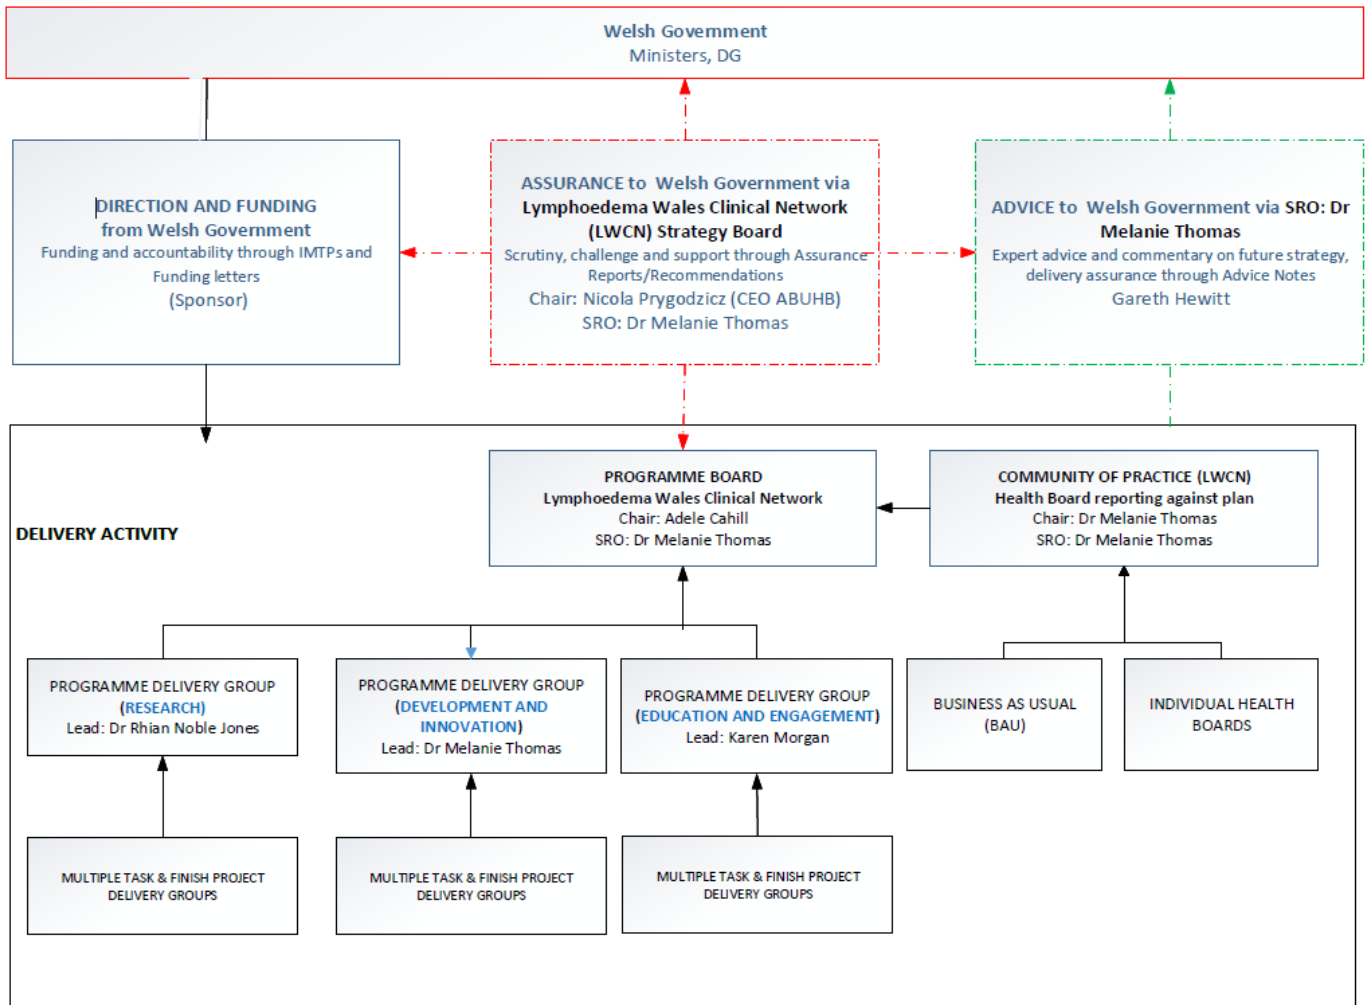 Welsh Government
Ministers, DG
DIRECTION AND FUNDING
from Welsh Government
Funding and accountability through IMTPs and
Funding letters
(Sponsor)
ASSURANCE to Welsh Government via
Lymphoedema Wales Clinical Network
(LWCN) Strategy Board
Scrutiny, challenge and support through Assurance
Reports/Recommendations
Chair: Nicola Prygodzicz (CEO ABUHB)
SRO: Dr Melanie Thomas
ADVICE to Welsh Government via SRO: Dr
Melanie Thomas
Expert advice and commentary on future strategy,
delivery assurance through Advice Notes
Gareth Hewitt
DELIVERY ACTIVITY
PROGRAMME BOARD
Lymphoedema Wales Clinical Network
Chair: Adele Cahill
SRO: Dr Melanie Thomas
COMMUNITY OF PRACTICE (LWCN)
Health Board reporting against plan
Chair: Dr Melanie Thomas
SRO: Dr Melanie Thomas
PROGRAMME DELIVERY GROUP
(RESEARCH)
Lead: Dr Rhian Noble Jones
PROGRAMME DELIVERY GROUP
(DEVELOPMENT AND
INNOVATION)
Lead: Dr Melanie Thomas
PROGRAMME DELIVERY GROUP
(EDUCATION AND ENGAGEMENT)
Lead: Karen Morgan
BUSINESS AS USUAL
(BAU)
INDIVIDUAL HEALTH
BOARDS
MULTIPLE TASK & FINISH PROJECT
DELIVERY GROUPS
MULTIPLE TASK & FINISH PROJECT
DELIVERY GROUPS
MULTIPLE TASK & FINISH PROJECT
DELIVERY GROUPS